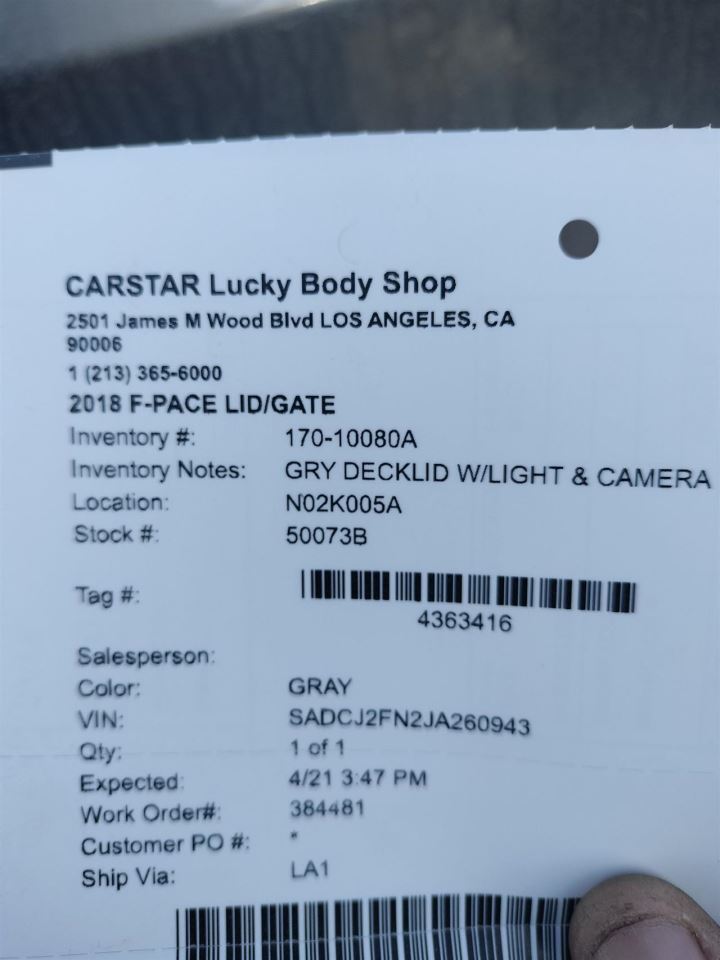 CARSTAR Lucky Body Shop
2501 James M Wood Blvd LOS ANGELES, CA
90006
1 (213) 365-6000
2018 F-PACE LID/GATE
Inventory #: 170-10080A
Inventory Notes: GRY DECKLID W/LIGHT & CAMERA
Location: N02K005A
Stock #: 50073B
Tag #:
4363416
Salesperson:
Color: GRAY
VIN: SADCJ2FN2JA260943
Qty: 1 of 1
Expected: 4/21 3:47 PM
Work Order#: 384481
Customer PO #: *
Ship Via: LA1